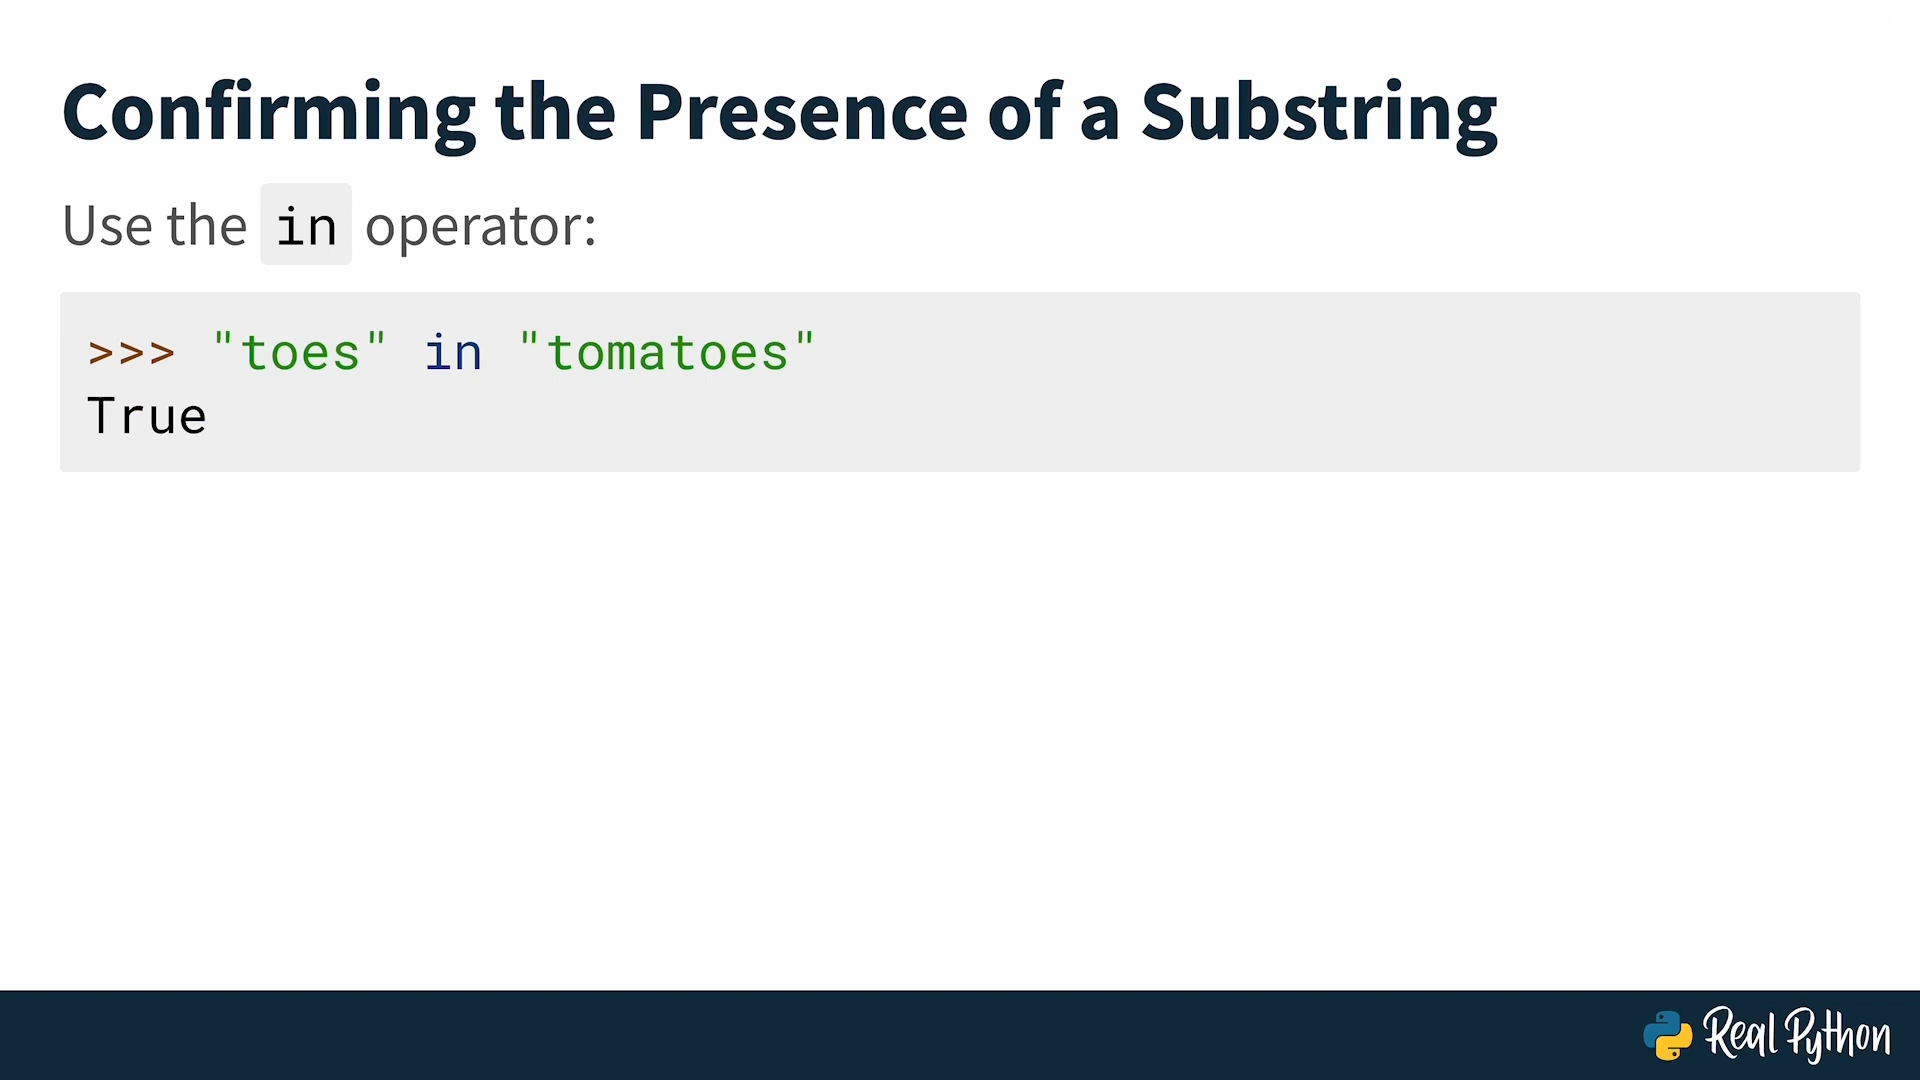 Confirming the Presence of a Substring
Use the in operator:
>>> "toes" in "tomatoes"
True
Real Python